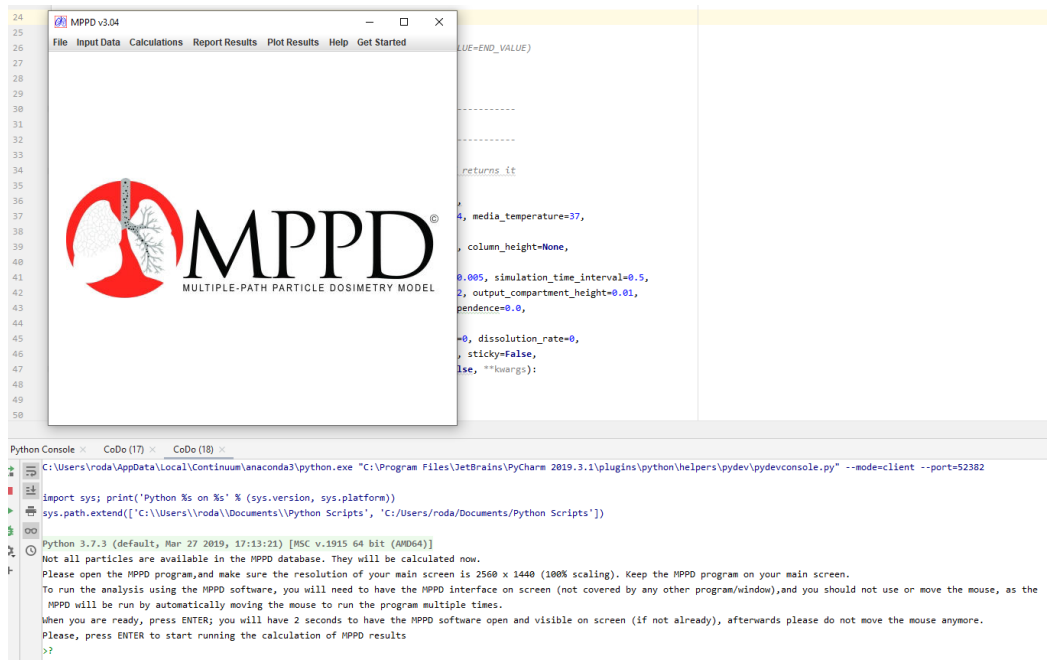 MPPD v3.04
File Input Data Calculations Report Results Plot Results Help Get Started
MPPD©
MULTIPLE-PATH PARTICLE DOSIMETRY MODEL
24
25
26 LUE=END_VALUE)
27
28
29
30 -----------
31
32 -----------
33
34 returns it
35
36 ,
37 4, media_temperature=37,
38
39 , column_height=None,
40
41 0.005, simulation_time_interval=0.5,
42 2, output_compartment_height=0.01,
43 pendence=0.0,
44
45 =0, dissolution_rate=0,
46 , sticky=False,
47 lse, **kwargs):
48
49
50
Python Console × CoDo (17) × CoDo (18) ×
C:\Users\roda\AppData\Local\Continuum\anaconda3\python.exe "C:\Program Files\JetBrains\PyCharm 2019.3.1\plugins\python\helpers\pydev\pydevconsole.py" --mode=client --port=52382
import sys; print('Python %s on %s' % (sys.version, sys.platform))
sys.path.extend(['C:\\Users\\roda\\Documents\\Python Scripts', 'C:/Users/roda/Documents/Python Scripts'])
Python 3.7.3 (default, Mar 27 2019, 17:13:21) [MSC v.1915 64 bit (AMD64)]
Not all particles are available in the MPPD database. They will be calculated now.
Please open the MPPD program,and make sure the resolution of your main screen is 2560 x 1440 (100% scaling). Keep the MPPD program on your main screen.
To run the analysis using the MPPD software, you will need to have the MPPD interface on screen (not covered by any other program/window),and you should not use or move the mouse, as the
MPPD will be run by automatically moving the mouse to run the program multiple times.
When you are ready, press ENTER; you will have 2 seconds to have the MPPD software open and visible on screen (if not already), afterwards please do not move the mouse anymore.
Please, press ENTER to start running the calculation of MPPD results
>?